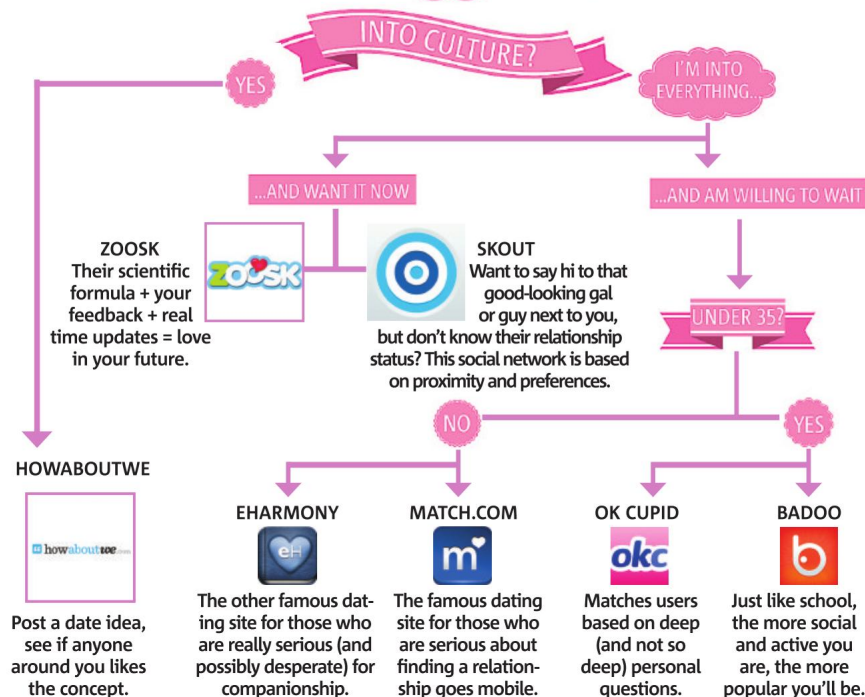 INTO CULTURE?
YES
I'M INTO
EVERYTHING...
...AND WANT IT NOW
...AND AM WILLING TO WAIT
ZOOSK
Their scientific
formula + your
feedback + real
time updates = love
in your future.
ZOOSK
SKOUT
Want to say hi to that
good-looking gal
or guy next to you,
but don't know their relationship
status? This social network is based
on proximity and preferences.
UNDER 35?
NO
YES
HOWABOUTWE
howaboutwe.com
Post a date idea,
see if anyone
around you likes
the concept.
EHARMONY
eH
The other famous dat-
ing site for those who
are really serious (and
possibly desperate) for
companionship.
MATCH.COM
m
The famous dating
site for those who
are serious about
finding a relation-
ship goes mobile.
OK CUPID
okc
Matches users
based on deep
(and not so
deep) personal
questions.
BADOO
b
Just like school,
the more social
and active you
are, the more
popular you'll be.